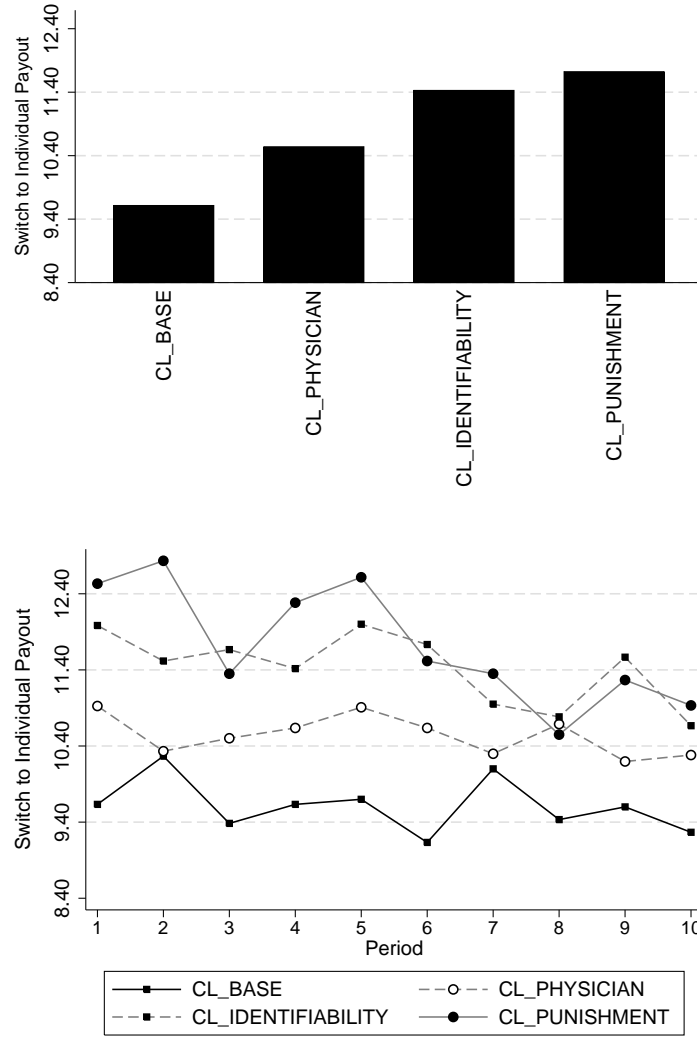 Switch to Individual Payout
12.40
11.40
10.40
9.40
8.40
CL_BASE
CL_PHYSICIAN
CL_IDENTIFIABILITY
CL_PUNISHMENT
Switch to Individual Payout
12.40
11.40
10.40
9.40
8.40
1 2 3 4 5 6 7 8 9 10
Period
CL_BASE CL_PHYSICIAN
CL_IDENTIFIABILITY CL_PUNISHMENT